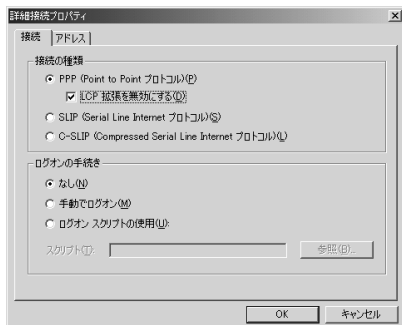 詳細接続プロパティ
接続 アドレス
接続の種類
PPP (Point to Point プロトコル)(P)
LCP 拡張を無効にする(D)
SLIP (Serial Line Internet プロトコル)(S)
C-SLIP (Compressed Serial Line Internet プロトコル)(L)
ログオンの手続き
なし(N)
手動でログオン(M)
ログオン スクリプトの使用(U):
スクリプト(T):
参照(B)...
OK キャンセル